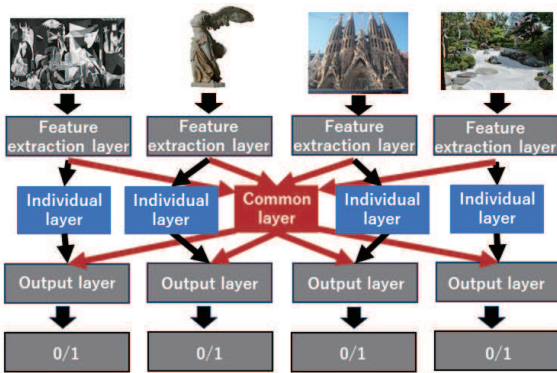 Feature
extraction layer
Feature
extraction layer
Feature
extraction layer
Feature
extraction layer
Individual
layer
Individual
layer
Common
layer
Individual
layer
Individual
layer
Output layer
Output layer
Output layer
Output layer
0/1
0/1
0/1
0/1